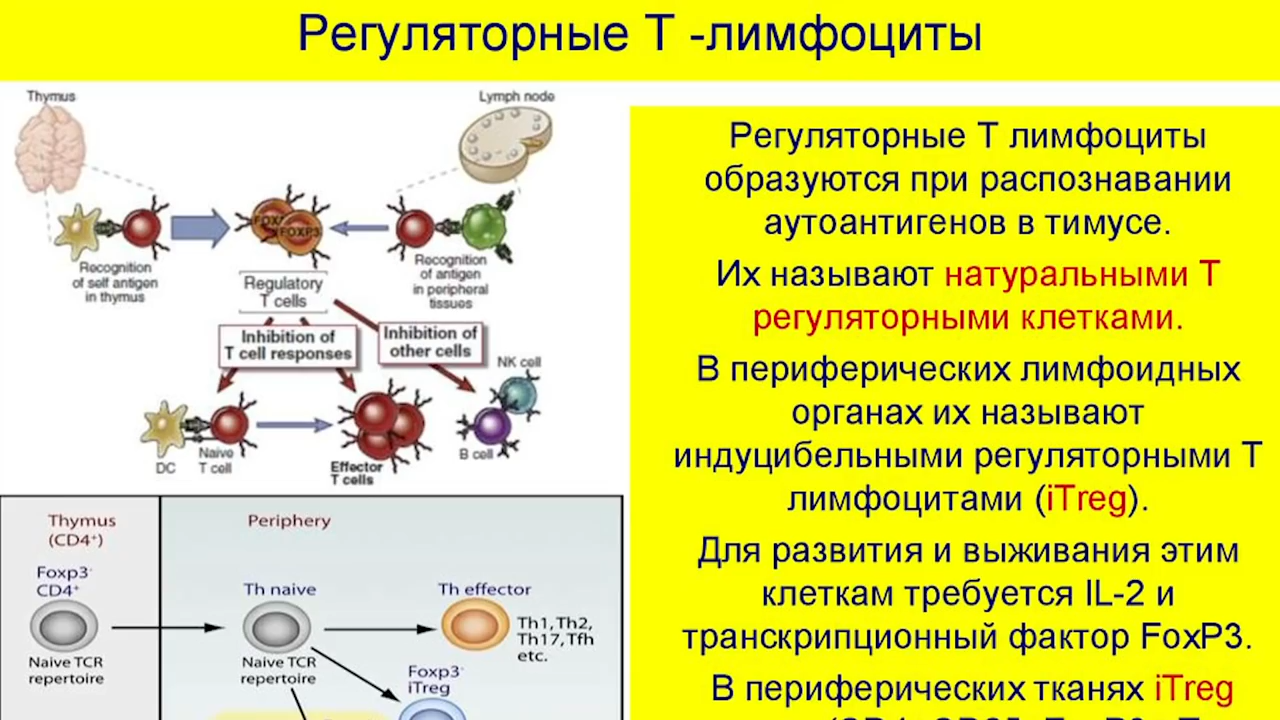 Регуляторные Т -лимфоциты
Thymus
Lymph node
FOXP3
Recognition
of self antigen
in thymus
Regulatory
T cells
Recognition
of antigen
in peripheral
tissues
Inhibition of
T cell responses
Inhibition of
other cells
NK cell
DC
Naive
T cell
Effector
T cells
B cell
Thymus
(CD4+)
Periphery
Foxp3-
CD4+
Th naive
Th effector
Th1,Th2,
Th17,Tfh
etc.
Naive TCR
repertoire
Naive TCR
repertoire
Foxp3-
iTreg
Регуляторные Т лимфоциты
образуются при распознавании
аутоантигенов в тимусе.
Их называют натуральными Т
регуляторными клетками.
В периферических лимфоидных
органах их называют
индуцибельными регуляторными Т
лимфоцитами (iTreg).
Для развития и выживания этим
клеткам требуется IL-2 и
транскрипционный фактор FoxP3.
В периферических тканях iTreg